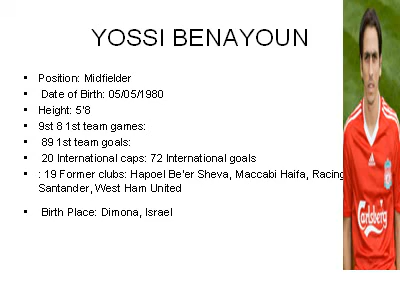 YOSSI BENAYOUN
• Position: Midfielder
• Date of Birth: 05/05/1980
• Height: 5'8
• 9st 8 1st team games:
• 89 1st team goals:
• 20 International caps: 72 International goals
• : 19 Former clubs: Hapoel Be'er Sheva, Maccabi Haifa, Racing
Santander, West Ham United
• Birth Place: Dimona, Israel
Carlsberg